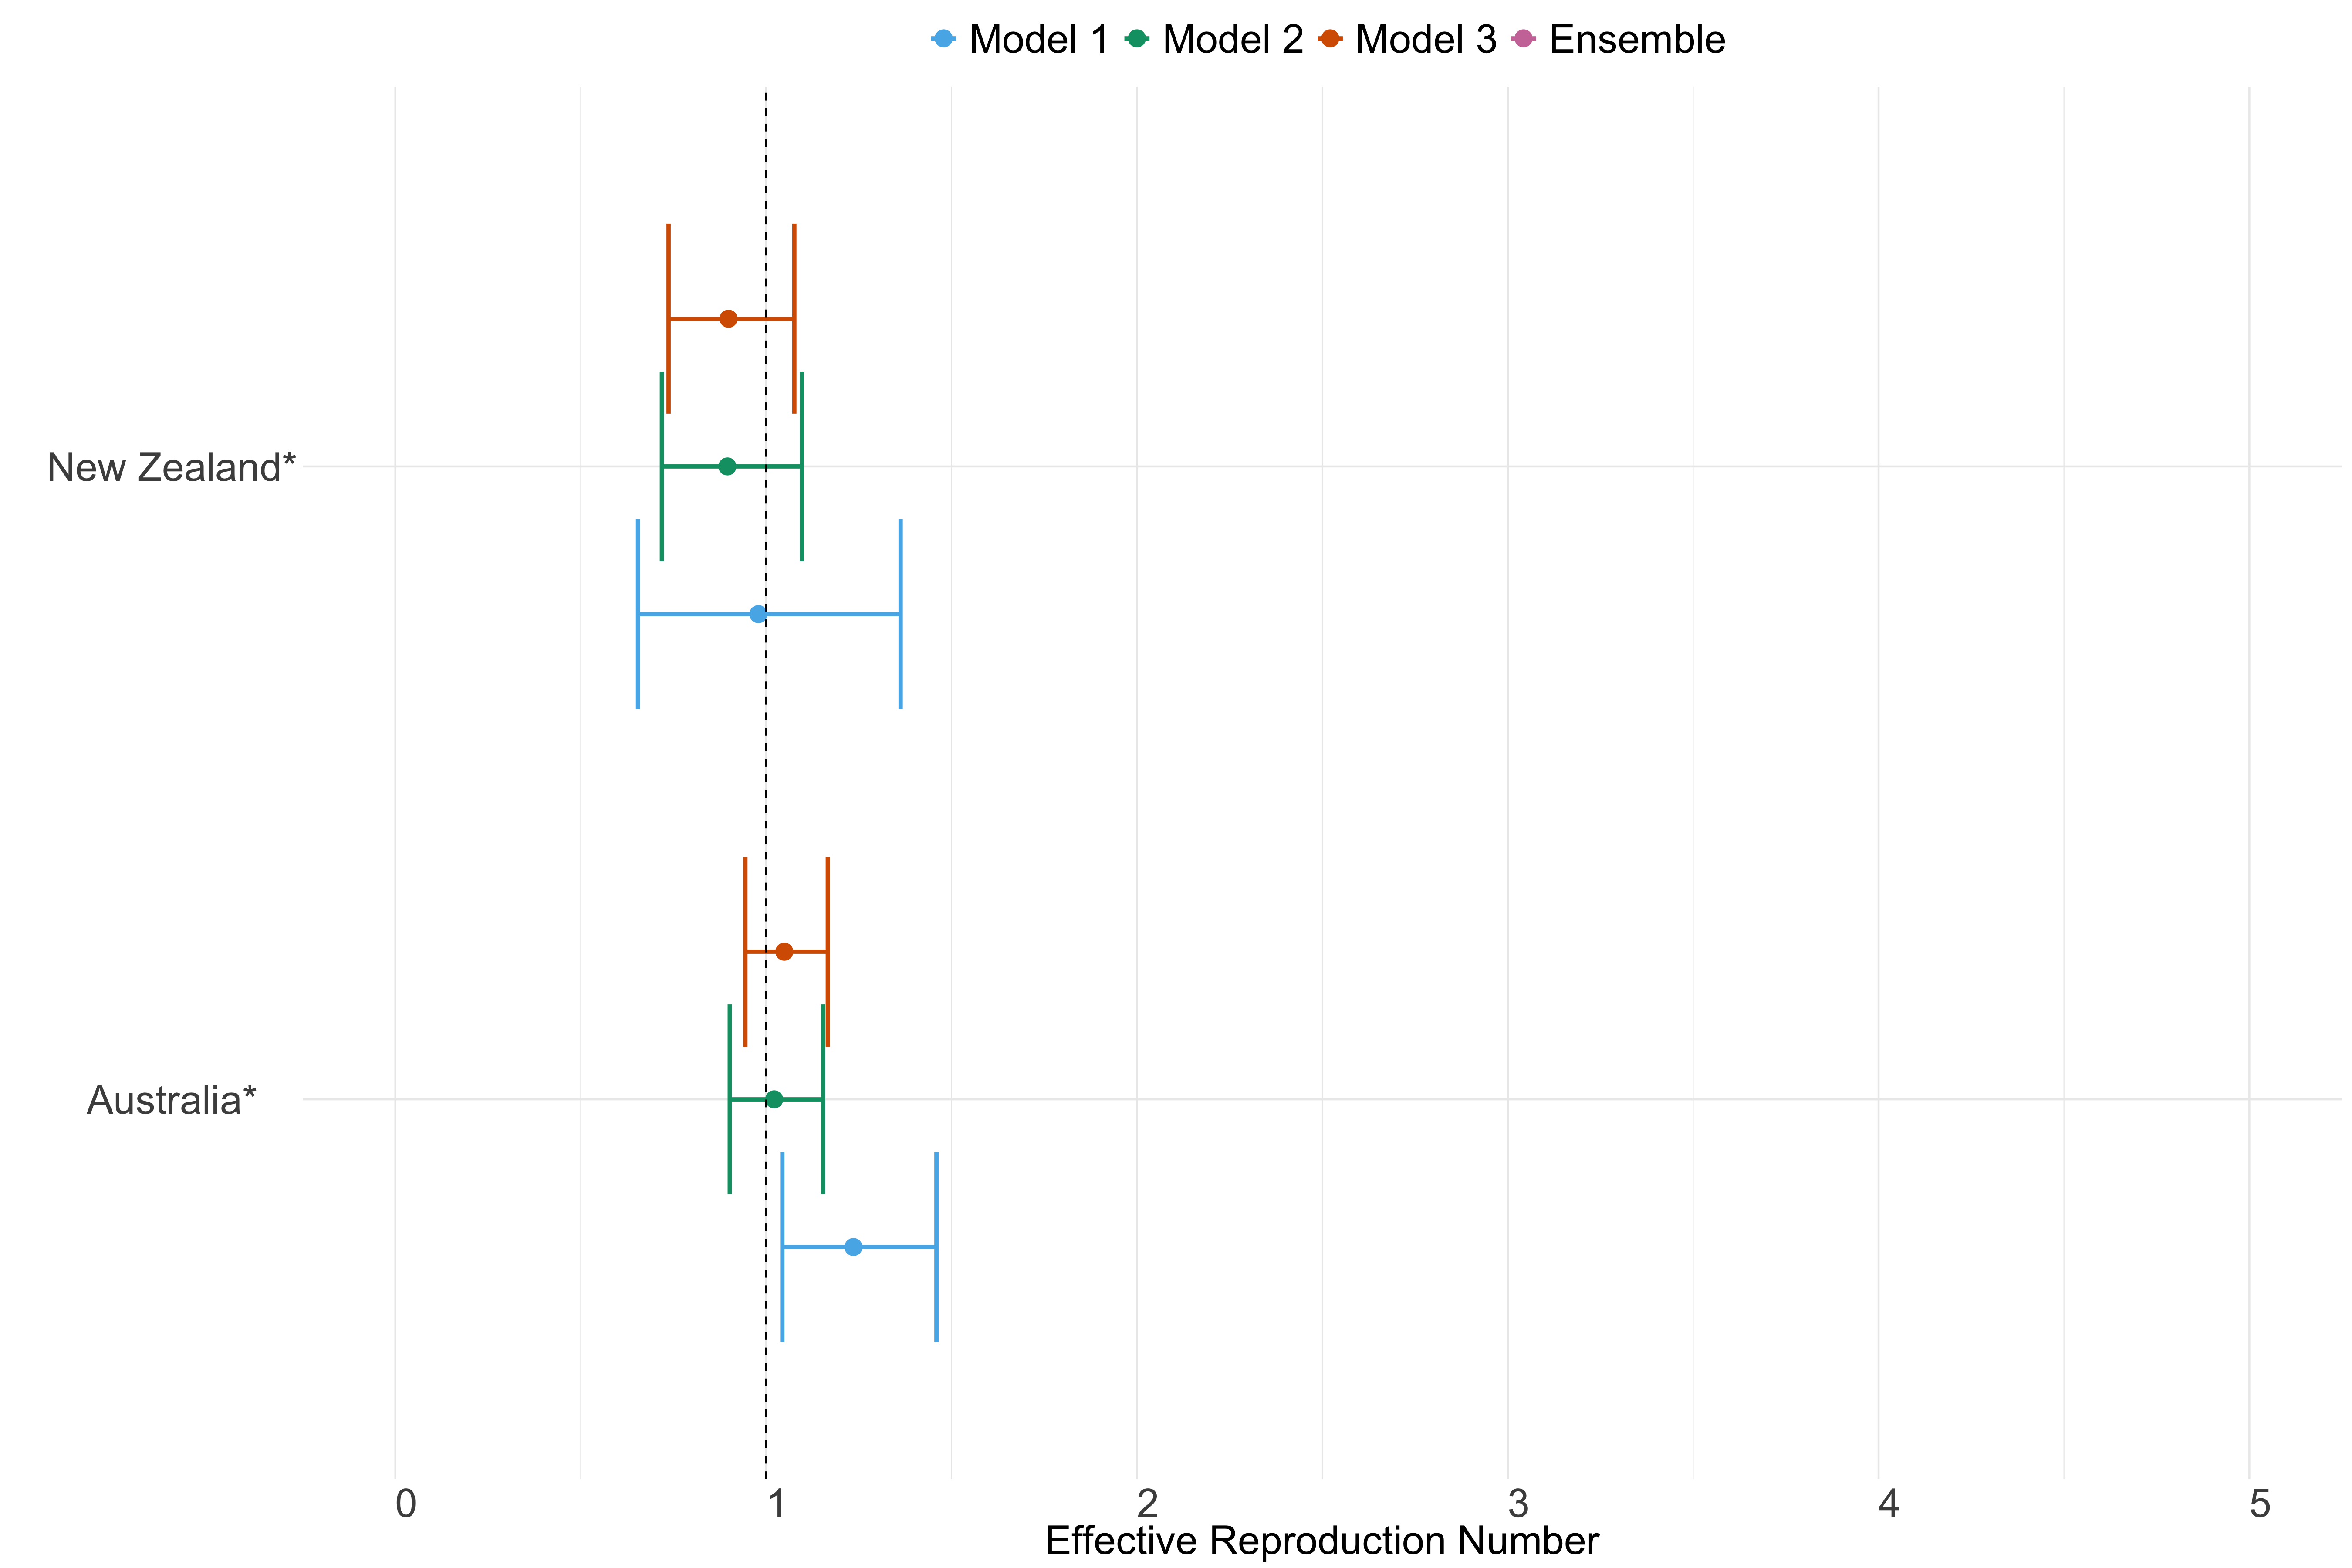 Model 1 Model 2 Model 3 Ensemble
New Zealand*
Australia*
0 1 2 3 4 5
Effective Reproduction Number